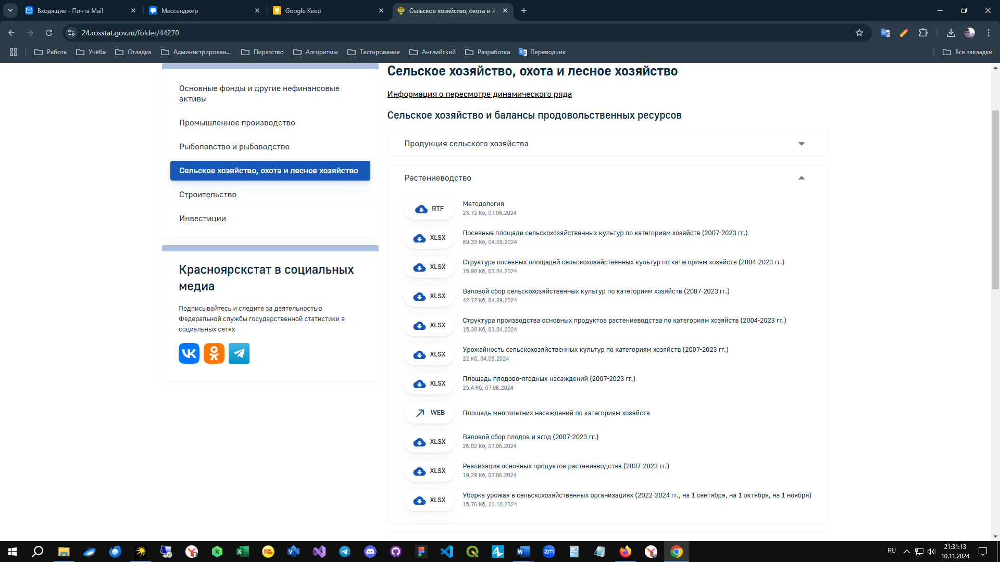 Входящие - Почта Mail
Мессенджер
Google Keep
Сельское хозяйство, охота и л
24.rosstat.gov.ru/folder/44270
Работа
Учёба
Отладка
Администрирован...
Пиратство
Алгоритмы
Тестирование
Английский
Разработка
Переводчик
Все закладки
Основные фонды и другие нефинансовые
активы
Промышленное производство
Рыболовство и рыбоводство
Сельское хозяйство, охота и лесное хозяйство
Строительство
Инвестиции
Красноярскстат в социальных
медиа
Подписывайтесь и следите за деятельностью
Федеральной службы государственной статистики в
социальных сетях
Сельское хозяйство, охота и лесное хозяйство
Информация о пересмотре динамического ряда
Сельское хозяйство и балансы продовольственных ресурсов
Продукция сельского хозяйства
Растениеводство
RTF
Методология
23.72 Кб, 07.06.2024
XLSX
Посевные площади сельскохозяйственных культур по категориям хозяйств (2007-2023 гг.)
89.33 Кб, 04.09.2024
XLSX
Структура посевных площадей сельскохозяйственных культур по категориям хозяйств (2004-2023 гг.)
15.98 Кб, 03.04.2024
XLSX
Валовой сбор сельскохозяйственных культур по категориям хозяйств (2007-2023 гг.)
42.72 Кб, 04.09.2024
XLSX
Структура производства основных продуктов растениеводства по категориям хозяйств (2004-2023 гг.)
15.38 Кб, 03.04.2024
XLSX
Урожайность сельскохозяйственных культур по категориям хозяйств (2007-2023 гг.)
22 Кб, 04.09.2024
XLSX
Площадь плодово-ягодных насаждений (2007-2023 гг.)
25.4 Кб, 07.06.2024
WEB
Площадь многолетних насаждений по категориям хозяйств
XLSX
Валовой сбор плодов и ягод (2007-2023 гг.)
26.02 Кб, 07.06.2024
XLSX
Реализация основных продуктов растениеводства (2007-2023 гг.)
19.29 Кб, 07.06.2024
XLSX
Уборка урожая в сельскохозяйственных организациях (2022-2024 гг., на 1 сентября, на 1 октября, на 1 ноября)
15.76 Кб, 21.10.2024
RU
21:31:13
10.11.2024